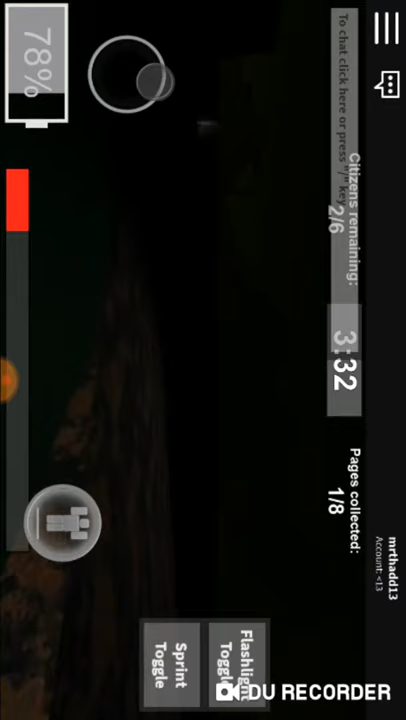 To chat click here or press "/" key
Citizens remaining:
2/6
3:32
Pages collected:
1/8
mrthadd13
Account: <13
78%
Flashlight
Toggle
Sprint
Toggle
DU RECORDER